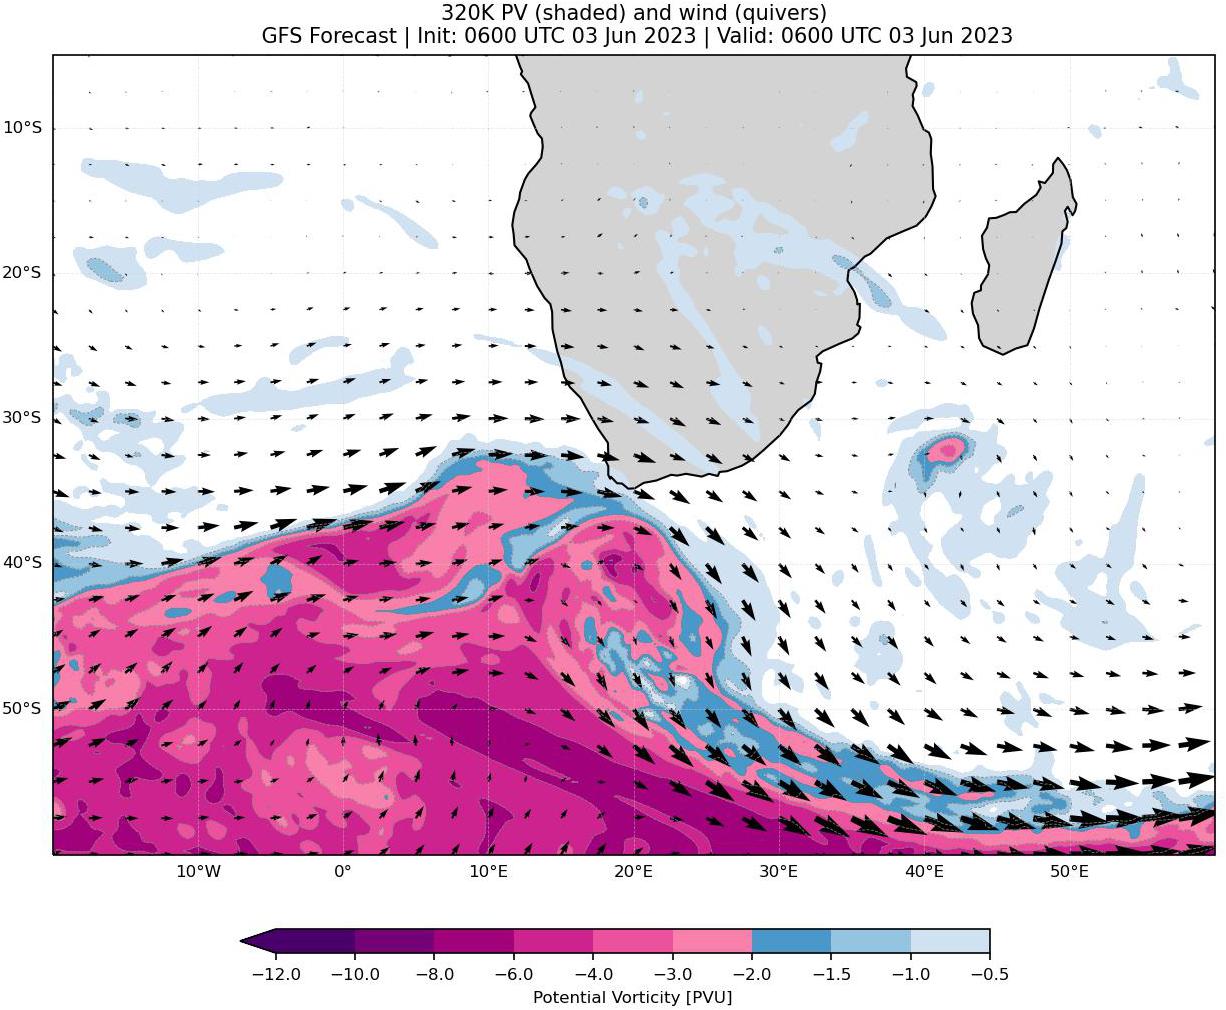 320K PV (shaded) and wind (quivers)
GFS Forecast | Init: 0600 UTC 03 Jun 2023 | Valid: 0600 UTC 03 Jun 2023
10°S
20°S
30°S
40°S
50°S
10°W 0° 10°E 20°E 30°E 40°E 50°E
−12.0 −10.0 −8.0 −6.0 −4.0 −3.0 −2.0 −1.5 −1.0 −0.5
Potential Vorticity [PVU]